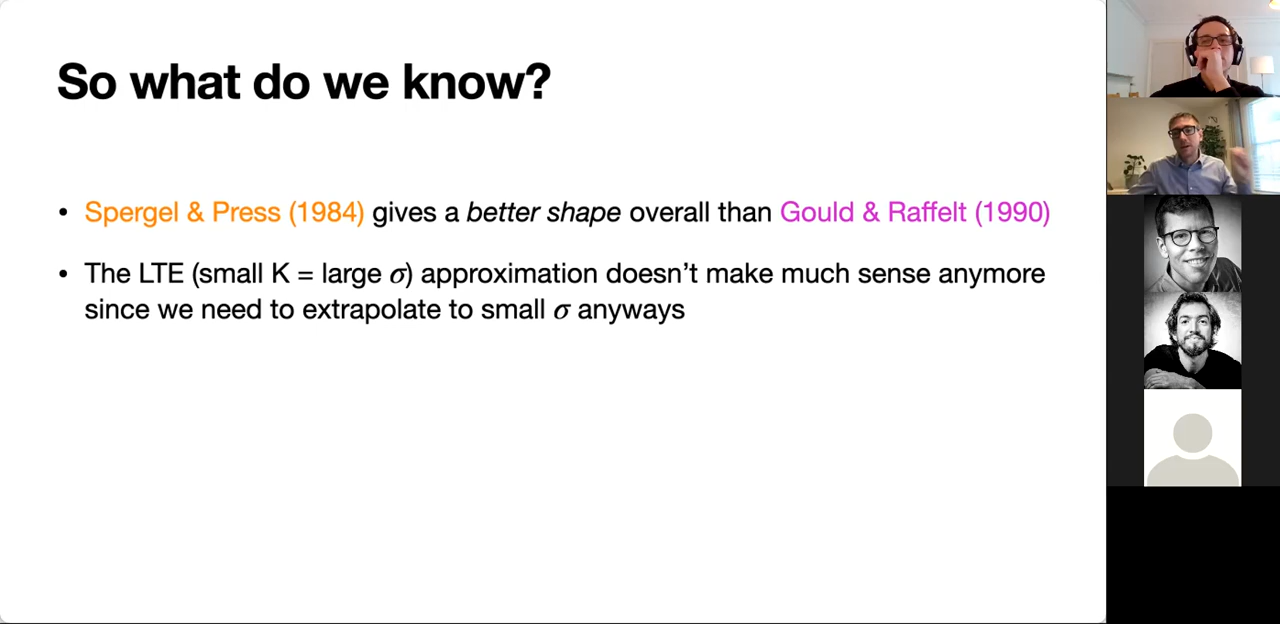 So what do we know?
• Spergel & Press (1984) gives a better shape overall than Gould & Raffelt (1990)
• The LTE (small K = large σ) approximation doesn’t make much sense anymore
since we need to extrapolate to small σ anyways